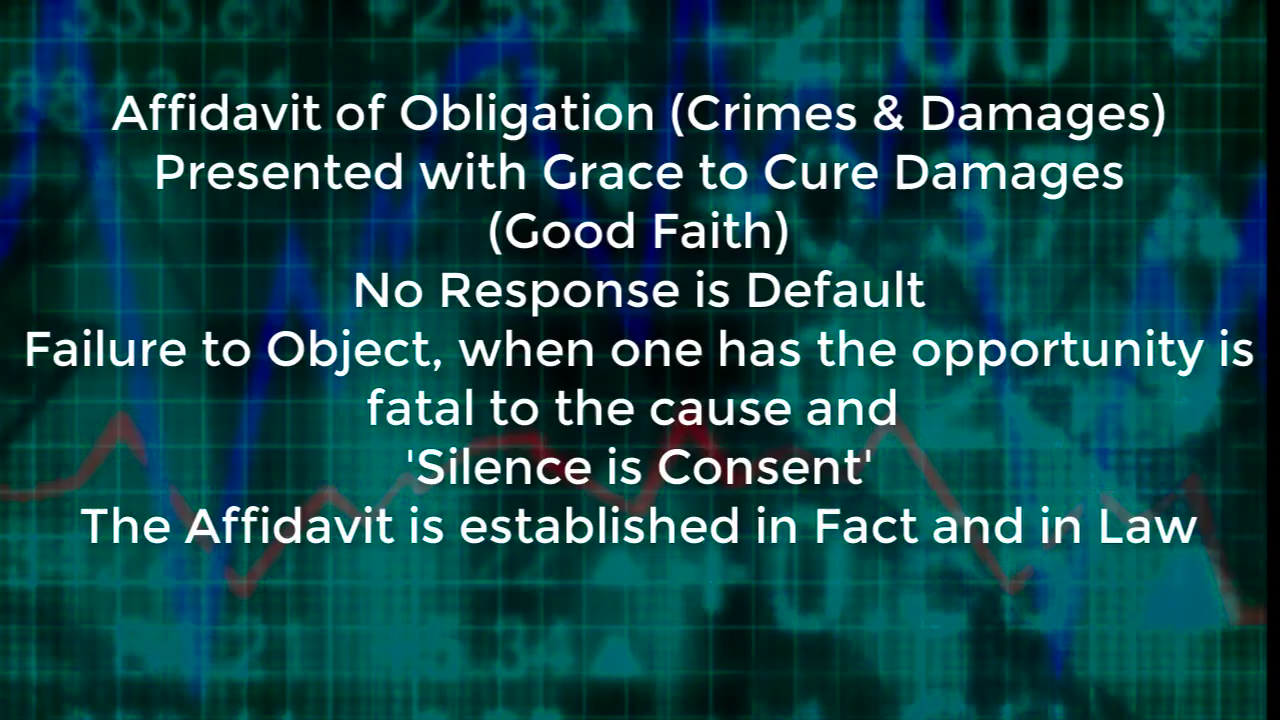 Affidavit of Obligation (Crimes & Damages)
Presented with Grace to Cure Damages
(Good Faith)
No Response is Default
Failure to Object, when one has the opportunity is
fatal to the cause and
'Silence is Consent'
The Affidavit is established in Fact and in Law